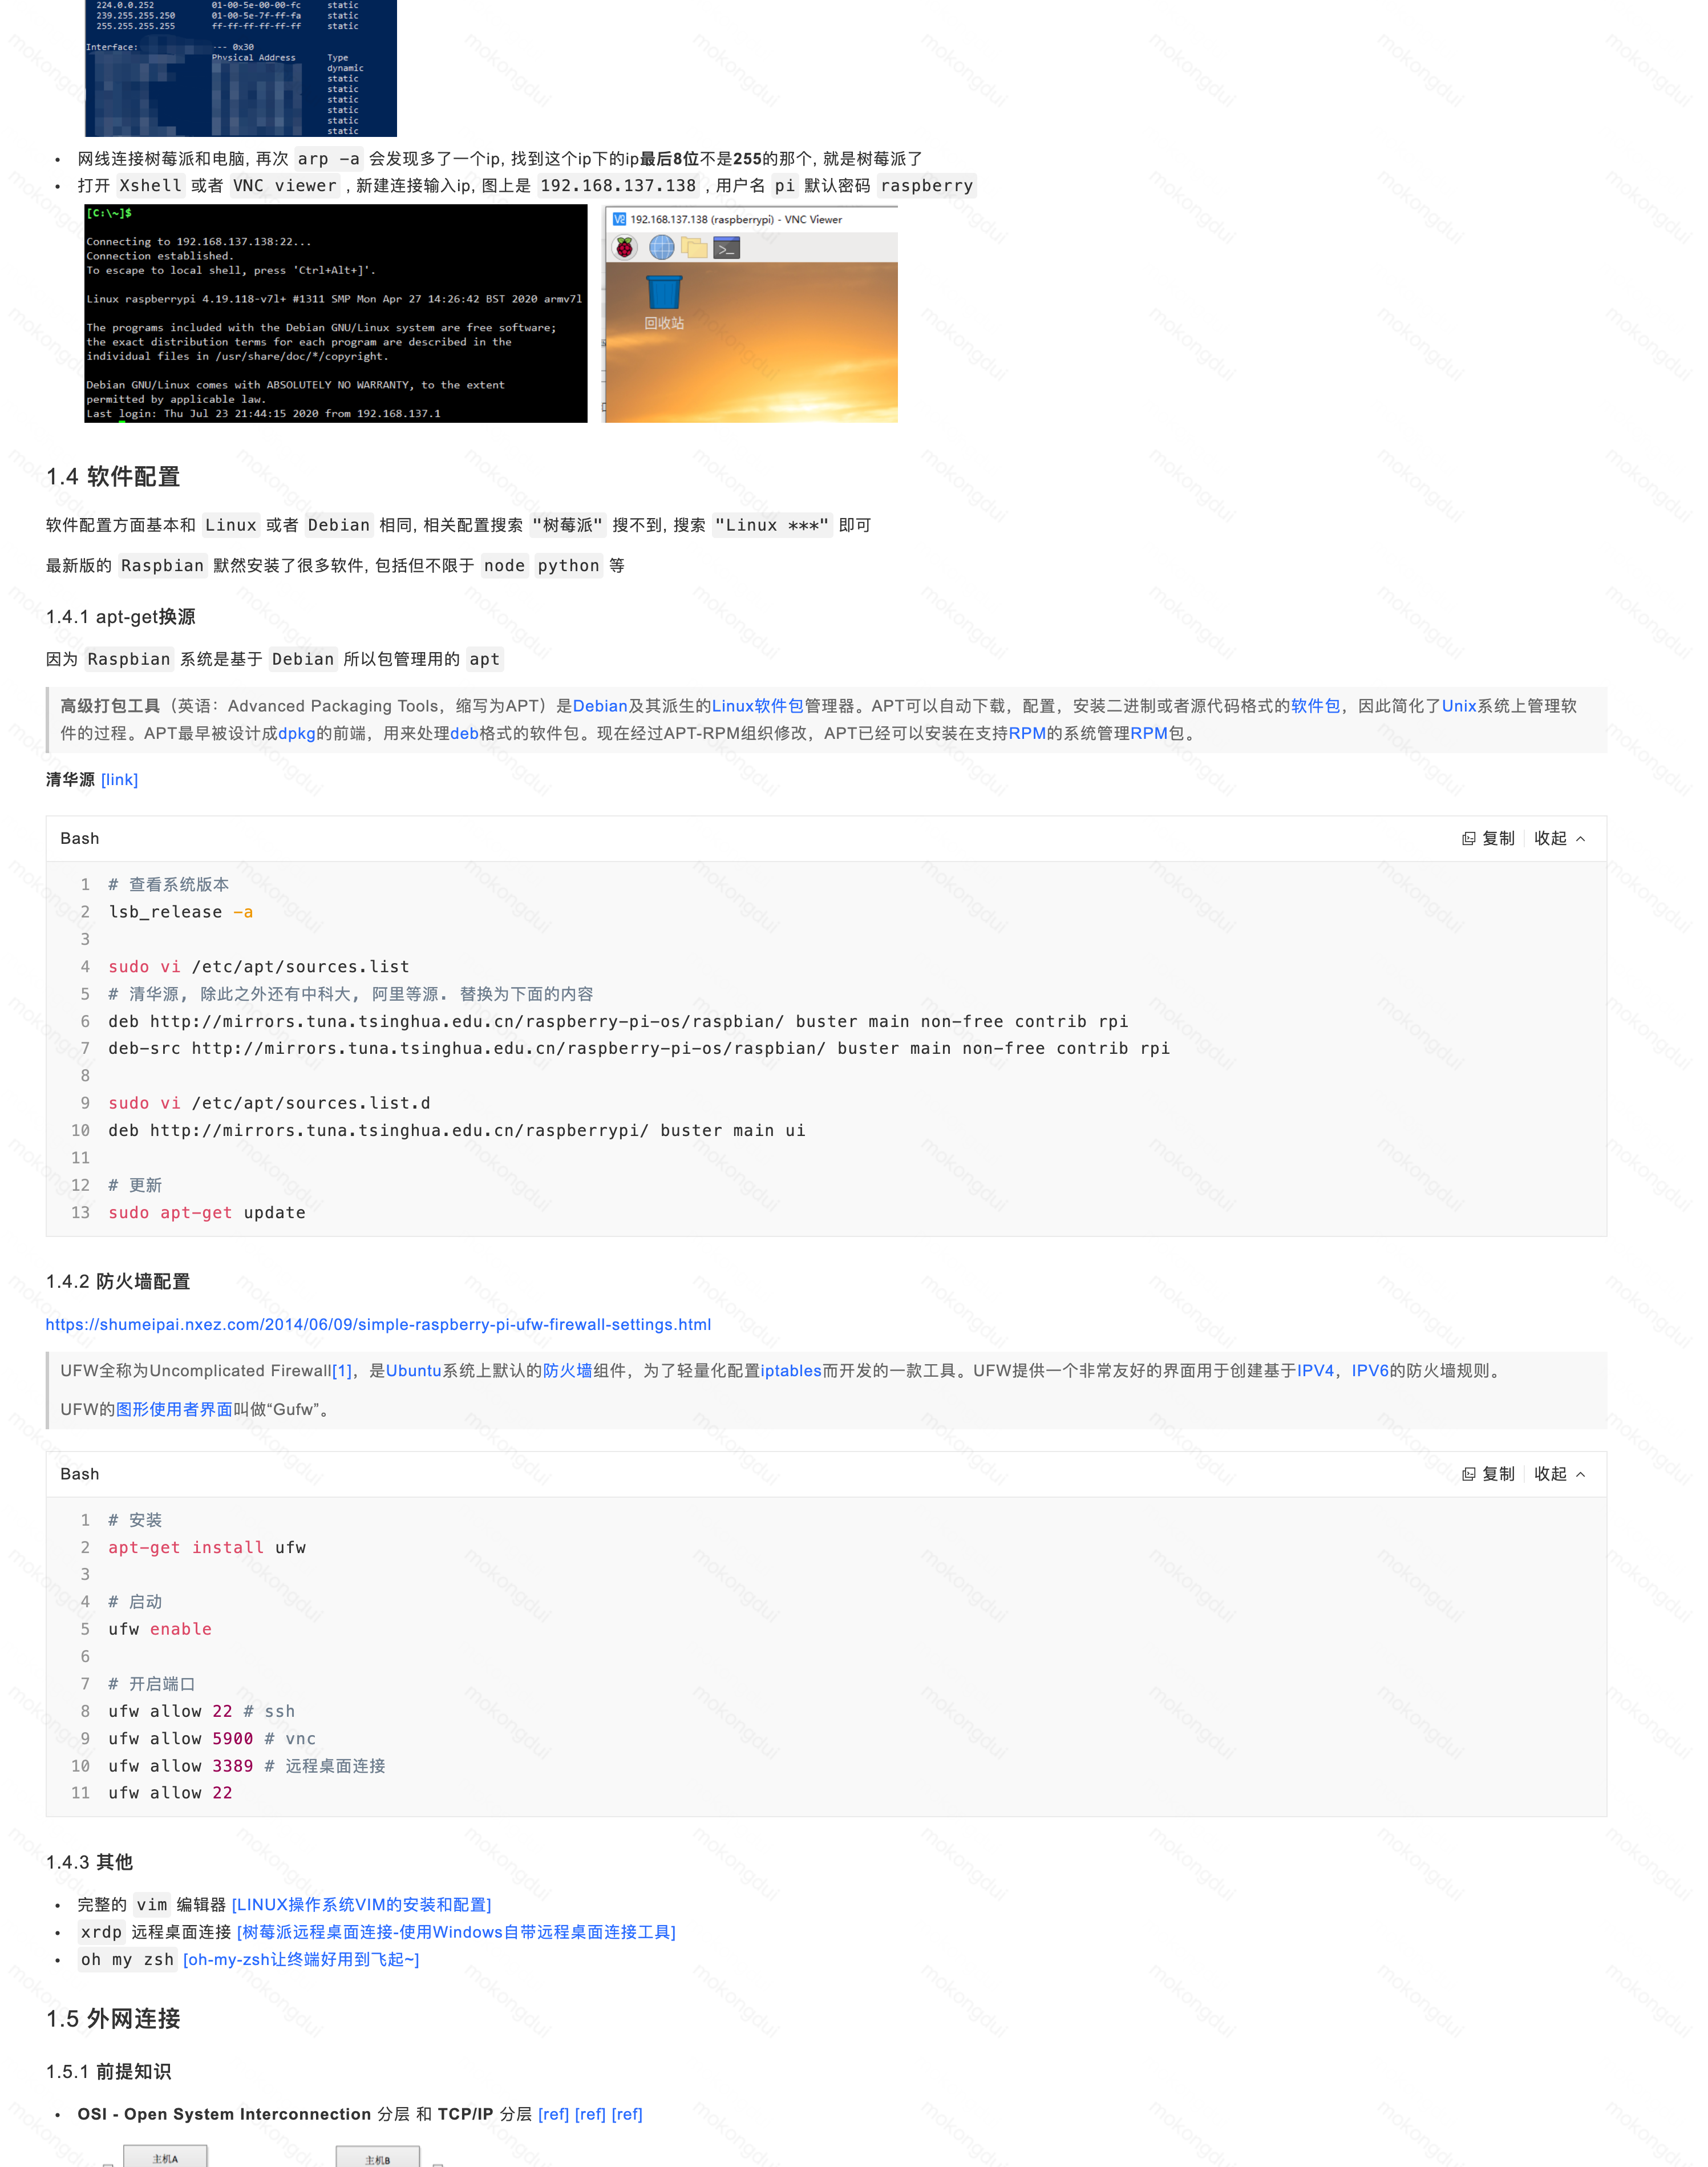 224.0.0.252 01-00-5e-00-00-fc static
239.255.255.250 01-00-5e-7f-ff-fa static
255.255.255.255 ff-ff-ff-ff-ff-ff static
Interface: --- 0x30
Physical Address Type
dynamic
static
static
static
static
static
static
• 网线连接树莓派和电脑, 再次 arp -a 会发现多了一个ip, 找到这个ip下的ip最后8位不是255的那个, 就是树莓派了
• 打开 Xshell 或者 VNC viewer , 新建连接输入ip, 图上是 192.168.137.138 , 用户名 pi 默认密码 raspberry
[C:\~]$
Connecting to 192.168.137.138:22...
Connection established.
To escape to local shell, press 'Ctrl+Alt+]'.
Linux raspberrypi 4.19.118-v7l+ #1311 SMP Mon Apr 27 14:26:42 BST 2020 armv7l
The programs included with the Debian GNU/Linux system are free software;
the exact distribution terms for each program are described in the
individual files in /usr/share/doc/*/copyright.
Debian GNU/Linux comes with ABSOLUTELY NO WARRANTY, to the extent
permitted by applicable law.
Last login: Thu Jul 23 21:44:15 2020 from 192.168.137.1
192.168.137.138 (raspberrypi) - VNC Viewer
回收站
1.4 软件配置
软件配置方面基本和 Linux 或者 Debian 相同, 相关配置搜索 "树莓派" 搜不到, 搜索 "Linux ***" 即可
最新版的 Raspbian 默然安装了很多软件, 包括但不限于 node python 等
1.4.1 apt-get换源
因为 Raspbian 系统是基于 Debian 所以包管理用的 apt
高级打包工具（英语：Advanced Packaging Tools，缩写为APT）是Debian及其派生的Linux软件包管理器。APT可以自动下载，配置，安装二进制或者源代码格式的软件包，因此简化了Unix系统上管理软
件的过程。APT最早被设计成dpkg的前端，用来处理deb格式的软件包。现在经过APT-RPM组织修改，APT已经可以安装在支持RPM的系统管理RPM包。
清华源 [link]
Bash 复制 收起
1 # 查看系统版本
2 lsb_release -a
3
4 sudo vi /etc/apt/sources.list
5 # 清华源, 除此之外还有中科大, 阿里等源. 替换为下面的内容
6 deb http://mirrors.tuna.tsinghua.edu.cn/raspberry-pi-os/raspbian/ buster main non-free contrib rpi
7 deb-src http://mirrors.tuna.tsinghua.edu.cn/raspberry-pi-os/raspbian/ buster main non-free contrib rpi
8
9 sudo vi /etc/apt/sources.list.d
10 deb http://mirrors.tuna.tsinghua.edu.cn/raspberrypi/ buster main ui
11
12 # 更新
13 sudo apt-get update
1.4.2 防火墙配置
https://shumeipai.nxez.com/2014/06/09/simple-raspberry-pi-ufw-firewall-settings.html
UFW全称为Uncomplicated Firewall[1]，是Ubuntu系统上默认的防火墙组件，为了轻量化配置iptables而开发的一款工具。UFW提供一个非常友好的界面用于创建基于IPV4，IPV6的防火墙规则。
UFW的图形使用者界面叫做“Gufw”。
Bash 复制 收起
1 # 安装
2 apt-get install ufw
3
4 # 启动
5 ufw enable
6
7 # 开启端口
8 ufw allow 22 # ssh
9 ufw allow 5900 # vnc
10 ufw allow 3389 # 远程桌面连接
11 ufw allow 22
1.4.3 其他
• 完整的 vim 编辑器 [LINUX操作系统VIM的安装和配置]
• xrdp 远程桌面连接 [树莓派远程桌面连接-使用Windows自带远程桌面连接工具]
• oh my zsh [oh-my-zsh让终端好用到飞起~]
1.5 外网连接
1.5.1 前提知识
• OSI - Open System Interconnection 分层 和 TCP/IP 分层 [ref] [ref] [ref]
主机A 主机B
mokongdui